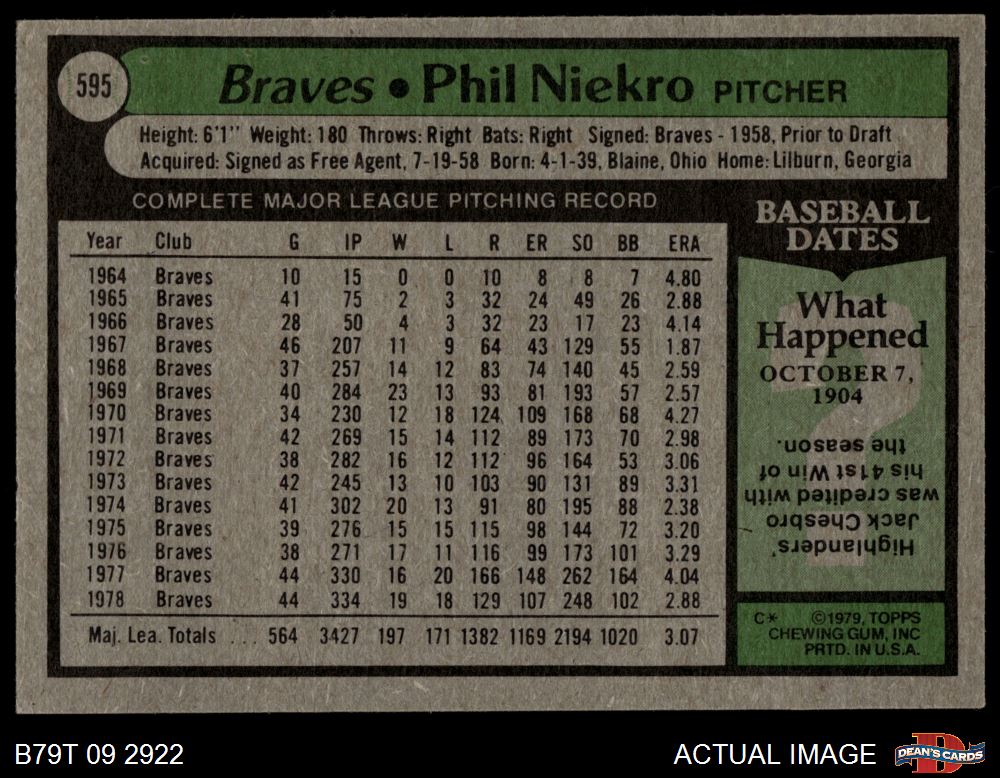 595
Braves • Phil Niekro PITCHER
Height: 6'1" Weight: 180 Throws: Right Bats: Right Signed: Braves - 1958, Prior to Draft
Acquired: Signed as Free Agent, 7-19-58 Born: 4-1-39, Blaine, Ohio Home: Lilburn, Georgia
COMPLETE MAJOR LEAGUE PITCHING RECORD
Year Club G IP W L R ER SO BB ERA
1964 Braves 10 15 0 0 10 8 8 7 4.80
1965 Braves 41 75 2 3 32 24 49 26 2.88
1966 Braves 28 50 4 3 32 23 17 23 4.14
1967 Braves 46 207 11 9 64 43 129 55 1.87
1968 Braves 37 257 14 12 83 74 140 45 2.59
1969 Braves 40 284 23 13 93 81 193 57 2.57
1970 Braves 34 230 12 18 124 109 168 68 4.27
1971 Braves 42 269 15 14 112 89 173 70 2.98
1972 Braves 38 282 16 12 112 96 164 53 3.06
1973 Braves 42 245 13 10 103 90 131 89 3.31
1974 Braves 41 302 20 13 91 80 195 88 2.38
1975 Braves 39 276 15 15 115 98 144 72 3.20
1976 Braves 38 271 17 11 116 99 173 101 3.29
1977 Braves 44 330 16 20 166 148 262 164 4.04
1978 Braves 44 334 19 18 129 107 248 102 2.88
Maj. Lea. Totals . . . 564 3427 197 171 1382 1169 2194 1020 3.07
BASEBALL
DATES
What
Happened
OCTOBER 7,
1904
Highlanders'
Jack Chesbro
was credited with
his 41st Win of
the season.
C* ©1979, TOPPS
CHEWING GUM, INC
PRTD. IN U.S.A.
B79T 09 2922
ACTUAL IMAGE
DEAN'S CARDS